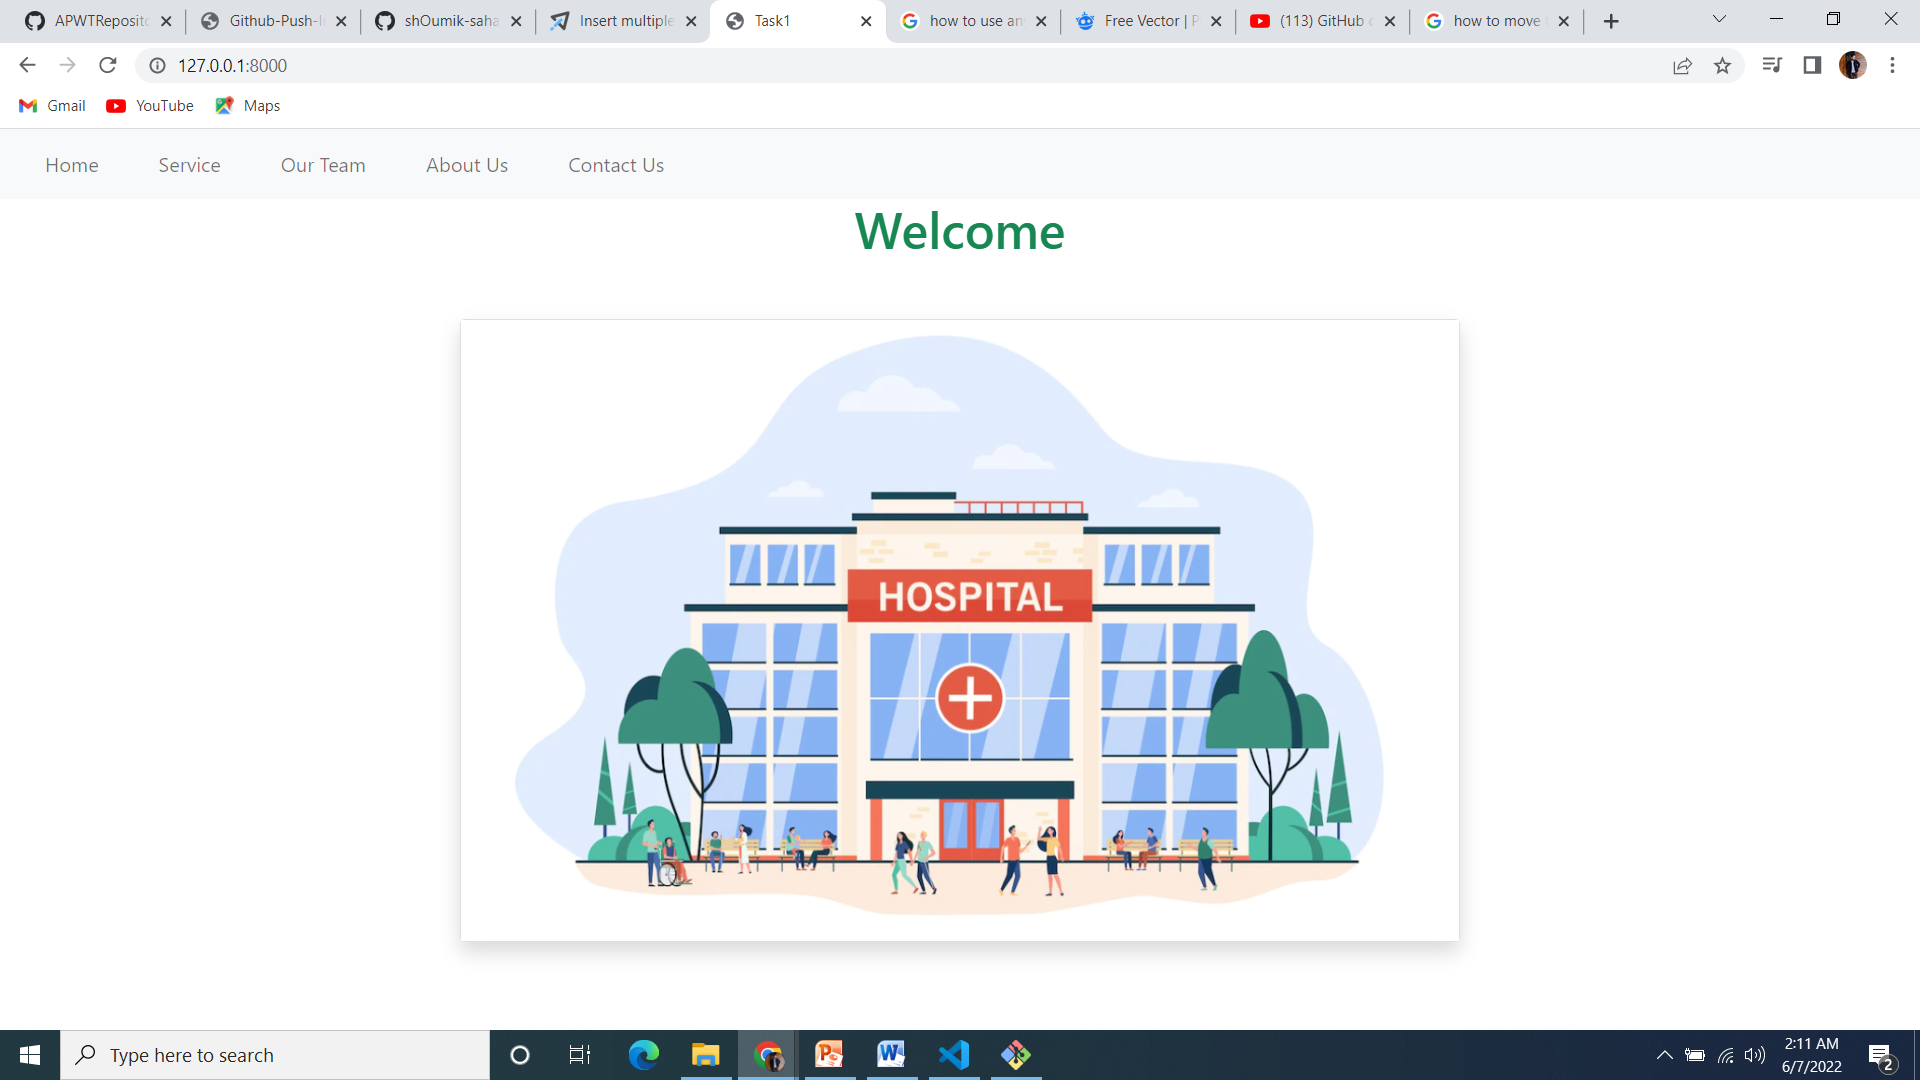 APWTReposito
Github-Push-I
shOumik-saha
Insert multiple
Task1
how to use an
Free Vector | P
(113) GitHub
how to move
127.0.0.1:8000
Gmail
YouTube
Maps
Home
Service
Our Team
About Us
Contact Us
Welcome
HOSPITAL
Type here to search
2:11 AM
6/7/2022
2